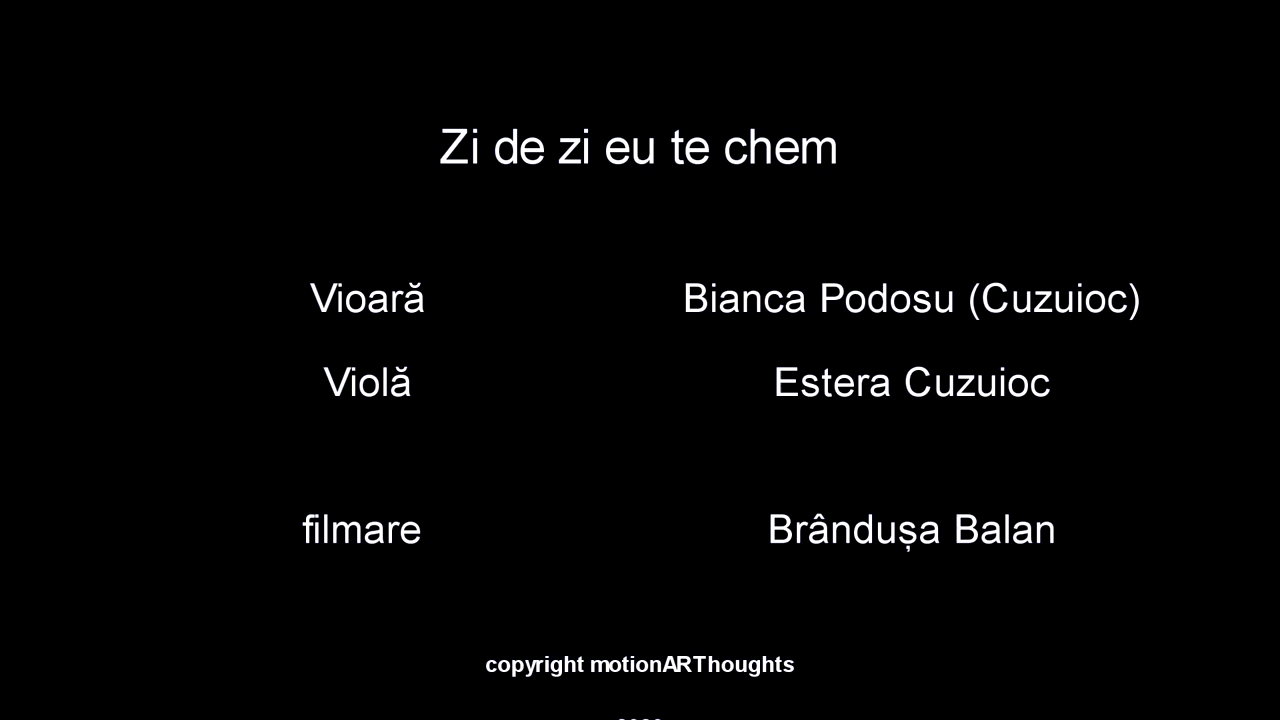 Zi de zi eu te chem
Vioară Bianca Podosu (Cuzuioc)
Violă Estera Cuzuioc
filmare Brândușa Balan
copyright motionARThoughts